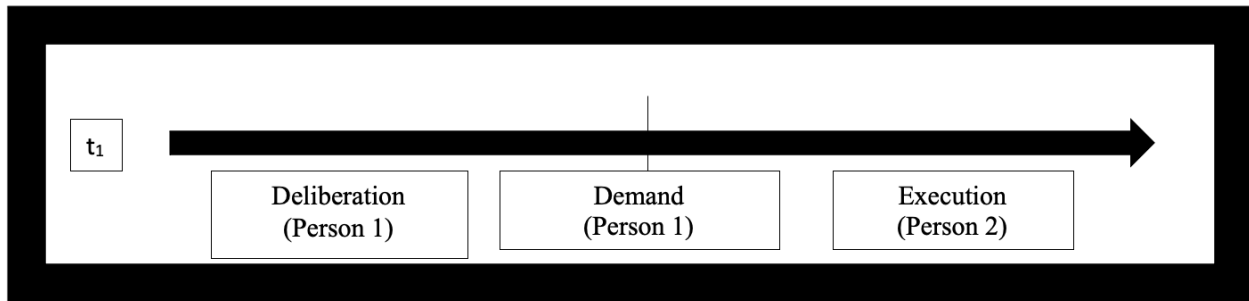 t₁
Deliberation
(Person 1)
Demand
(Person 1)
Execution
(Person 2)